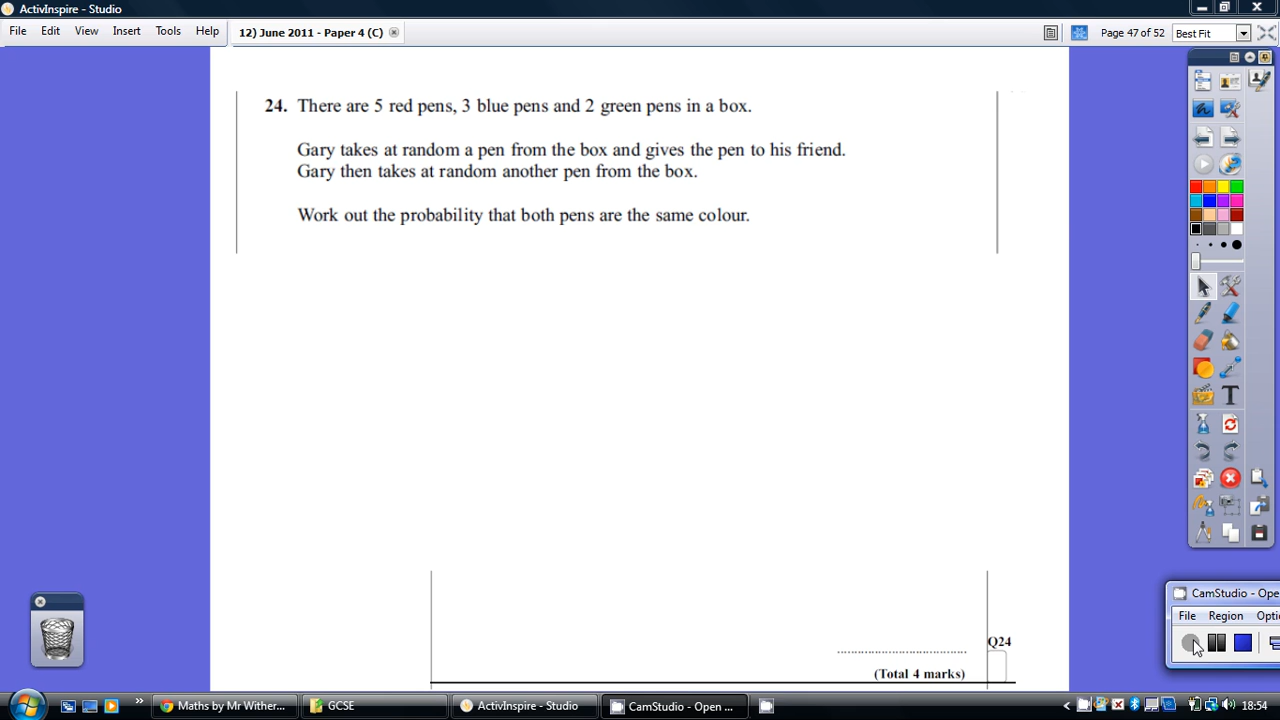 ActivInspire - Studio
File Edit View Insert Tools Help
12) June 2011 - Paper 4 (C)
Page 47 of 52
Best Fit
24. There are 5 red pens, 3 blue pens and 2 green pens in a box.
Gary takes at random a pen from the box and gives the pen to his friend.
Gary then takes at random another pen from the box.
Work out the probability that both pens are the same colour.
Q24
(Total 4 marks)
CamStudio - Ope
File Region Optio
Maths by Mr Wither...
GCSE
ActivInspire - Studio
CamStudio - Open ...
18:54